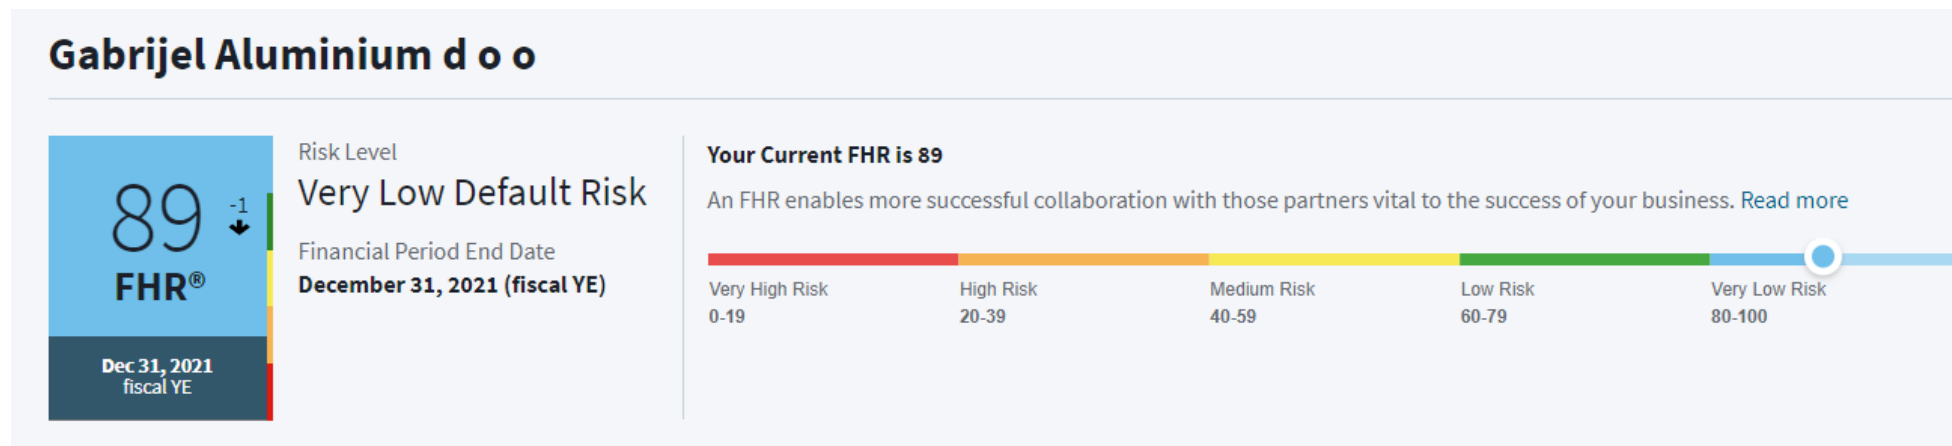 Gabrijel Aluminium d o o
89
-1
FHR®
Dec 31, 2021
fiscal YE
Risk Level
Very Low Default Risk
Financial Period End Date
December 31, 2021 (fiscal YE)
Your Current FHR is 89
An FHR enables more successful collaboration with those partners vital to the success of your business. Read more
Very High Risk
0-19
High Risk
20-39
Medium Risk
40-59
Low Risk
60-79
Very Low Risk
80-100